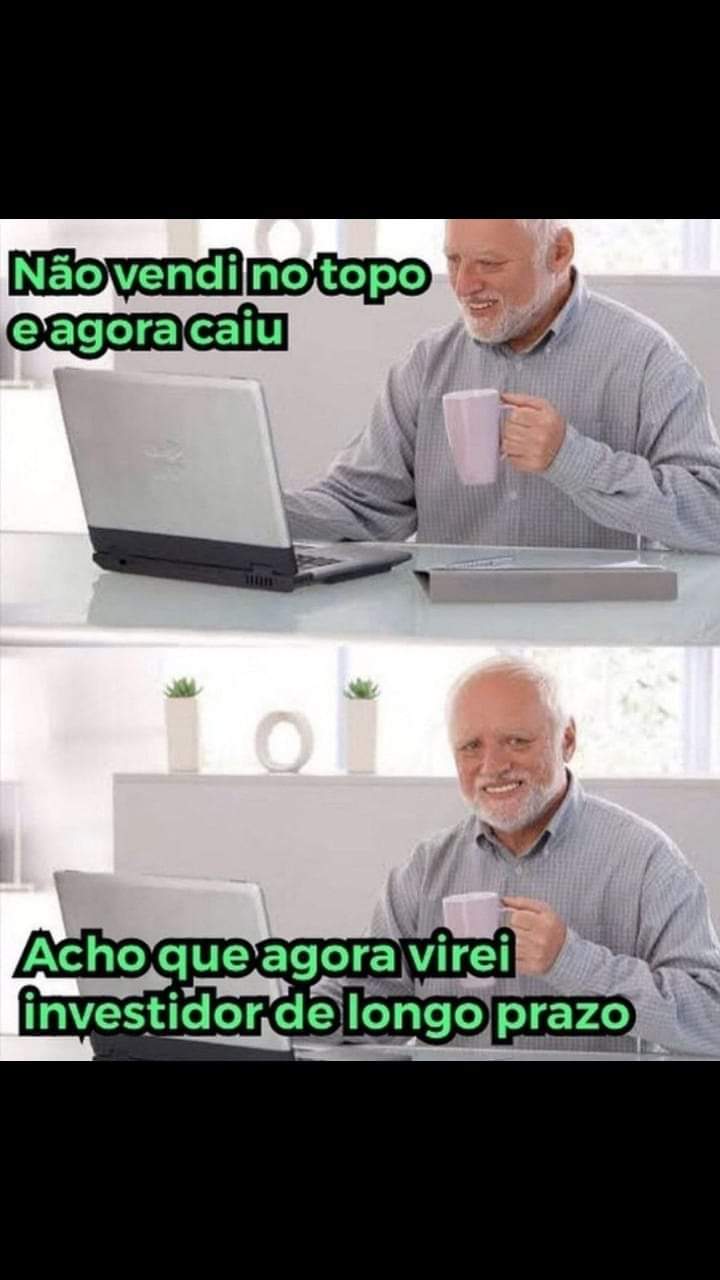 Não vendi no topo
e agora caiu
Acho que agora virei
investidor de longo prazo